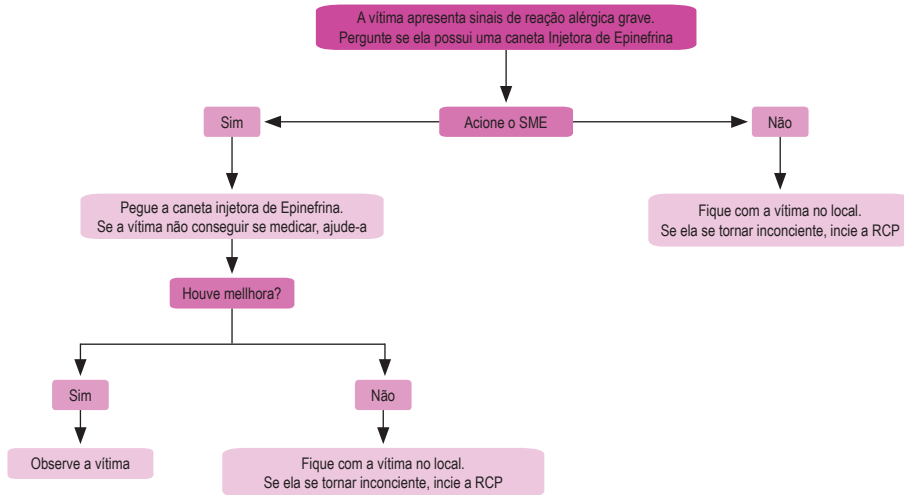 A vítima apresenta sinais de reação alérgica grave.
Pergunte se ela possui uma caneta Injetora de Epinefrina
Sim
Acione o SME
Não
Pegue a caneta injetora de Epinefrina.
Se a vítima não conseguir se medicar, ajude-a
Fique com a vítima no local.
Se ela se tornar inconciente, incie a RCP
Houve mellhora?
Sim
Não
Observe a vítima
Fique com a vítima no local.
Se ela se tornar inconciente, incie a RCP